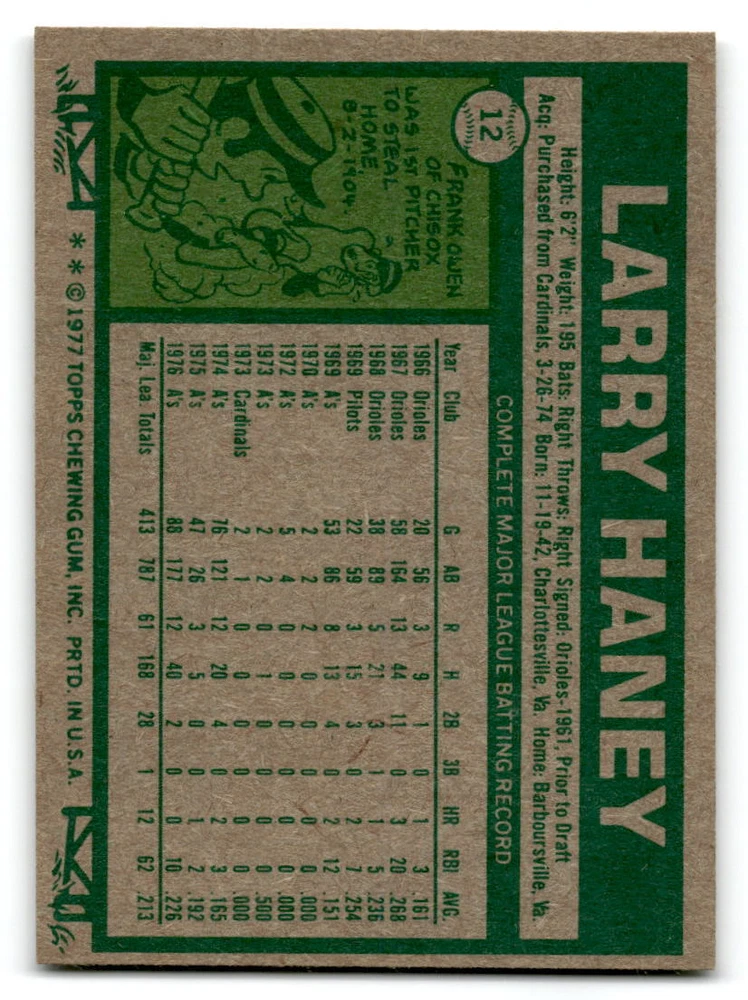 12
LARRY HANEY
Height: 6'2" Weight: 195 Bats: Right Throws: Right Signed: Orioles-1961, Prior to Draft
Acq: Purchased from Cardinals, 3-26-74 Born: 11-19-42, Charlottesville, Va. Home: Barboursville, Va.
FRANK OWEN
OF CHISOX
WAS 1ST PITCHER
TO STEAL
HOME,
8-2-1904.
COMPLETE MAJOR LEAGUE BATTING RECORD
Year Club G AB R H 2B 3B HR RBI AVG.
1966 Orioles 20 56 3 9 1 0 1 3 .161
1967 Orioles 58 164 13 44 11 0 3 20 .268
1968 Orioles 38 89 5 21 3 1 1 5 .236
1969 Pilots 22 59 3 15 3 0 2 7 .254
1969 A's 53 86 8 13 4 0 2 12 .151
1970 A's 2 2 2 0 0 0 0 0 .000
1972 A's 5 4 0 0 0 0 0 0 .000
1973 A's 2 2 0 1 0 0 0 0 .500
1973 Cardinals 2 1 0 0 0 0 0 0 .000
1974 A's 76 121 12 20 4 0 2 3 .165
1975 A's 47 26 3 5 0 0 1 2 .192
1976 A's 88 177 12 40 2 0 0 10 .226
Maj. Lea. Totals 413 787 61 168 28 1 12 62 .213
* * © 1977 TOPPS CHEWING GUM, INC. PRTD. IN U.S.A.